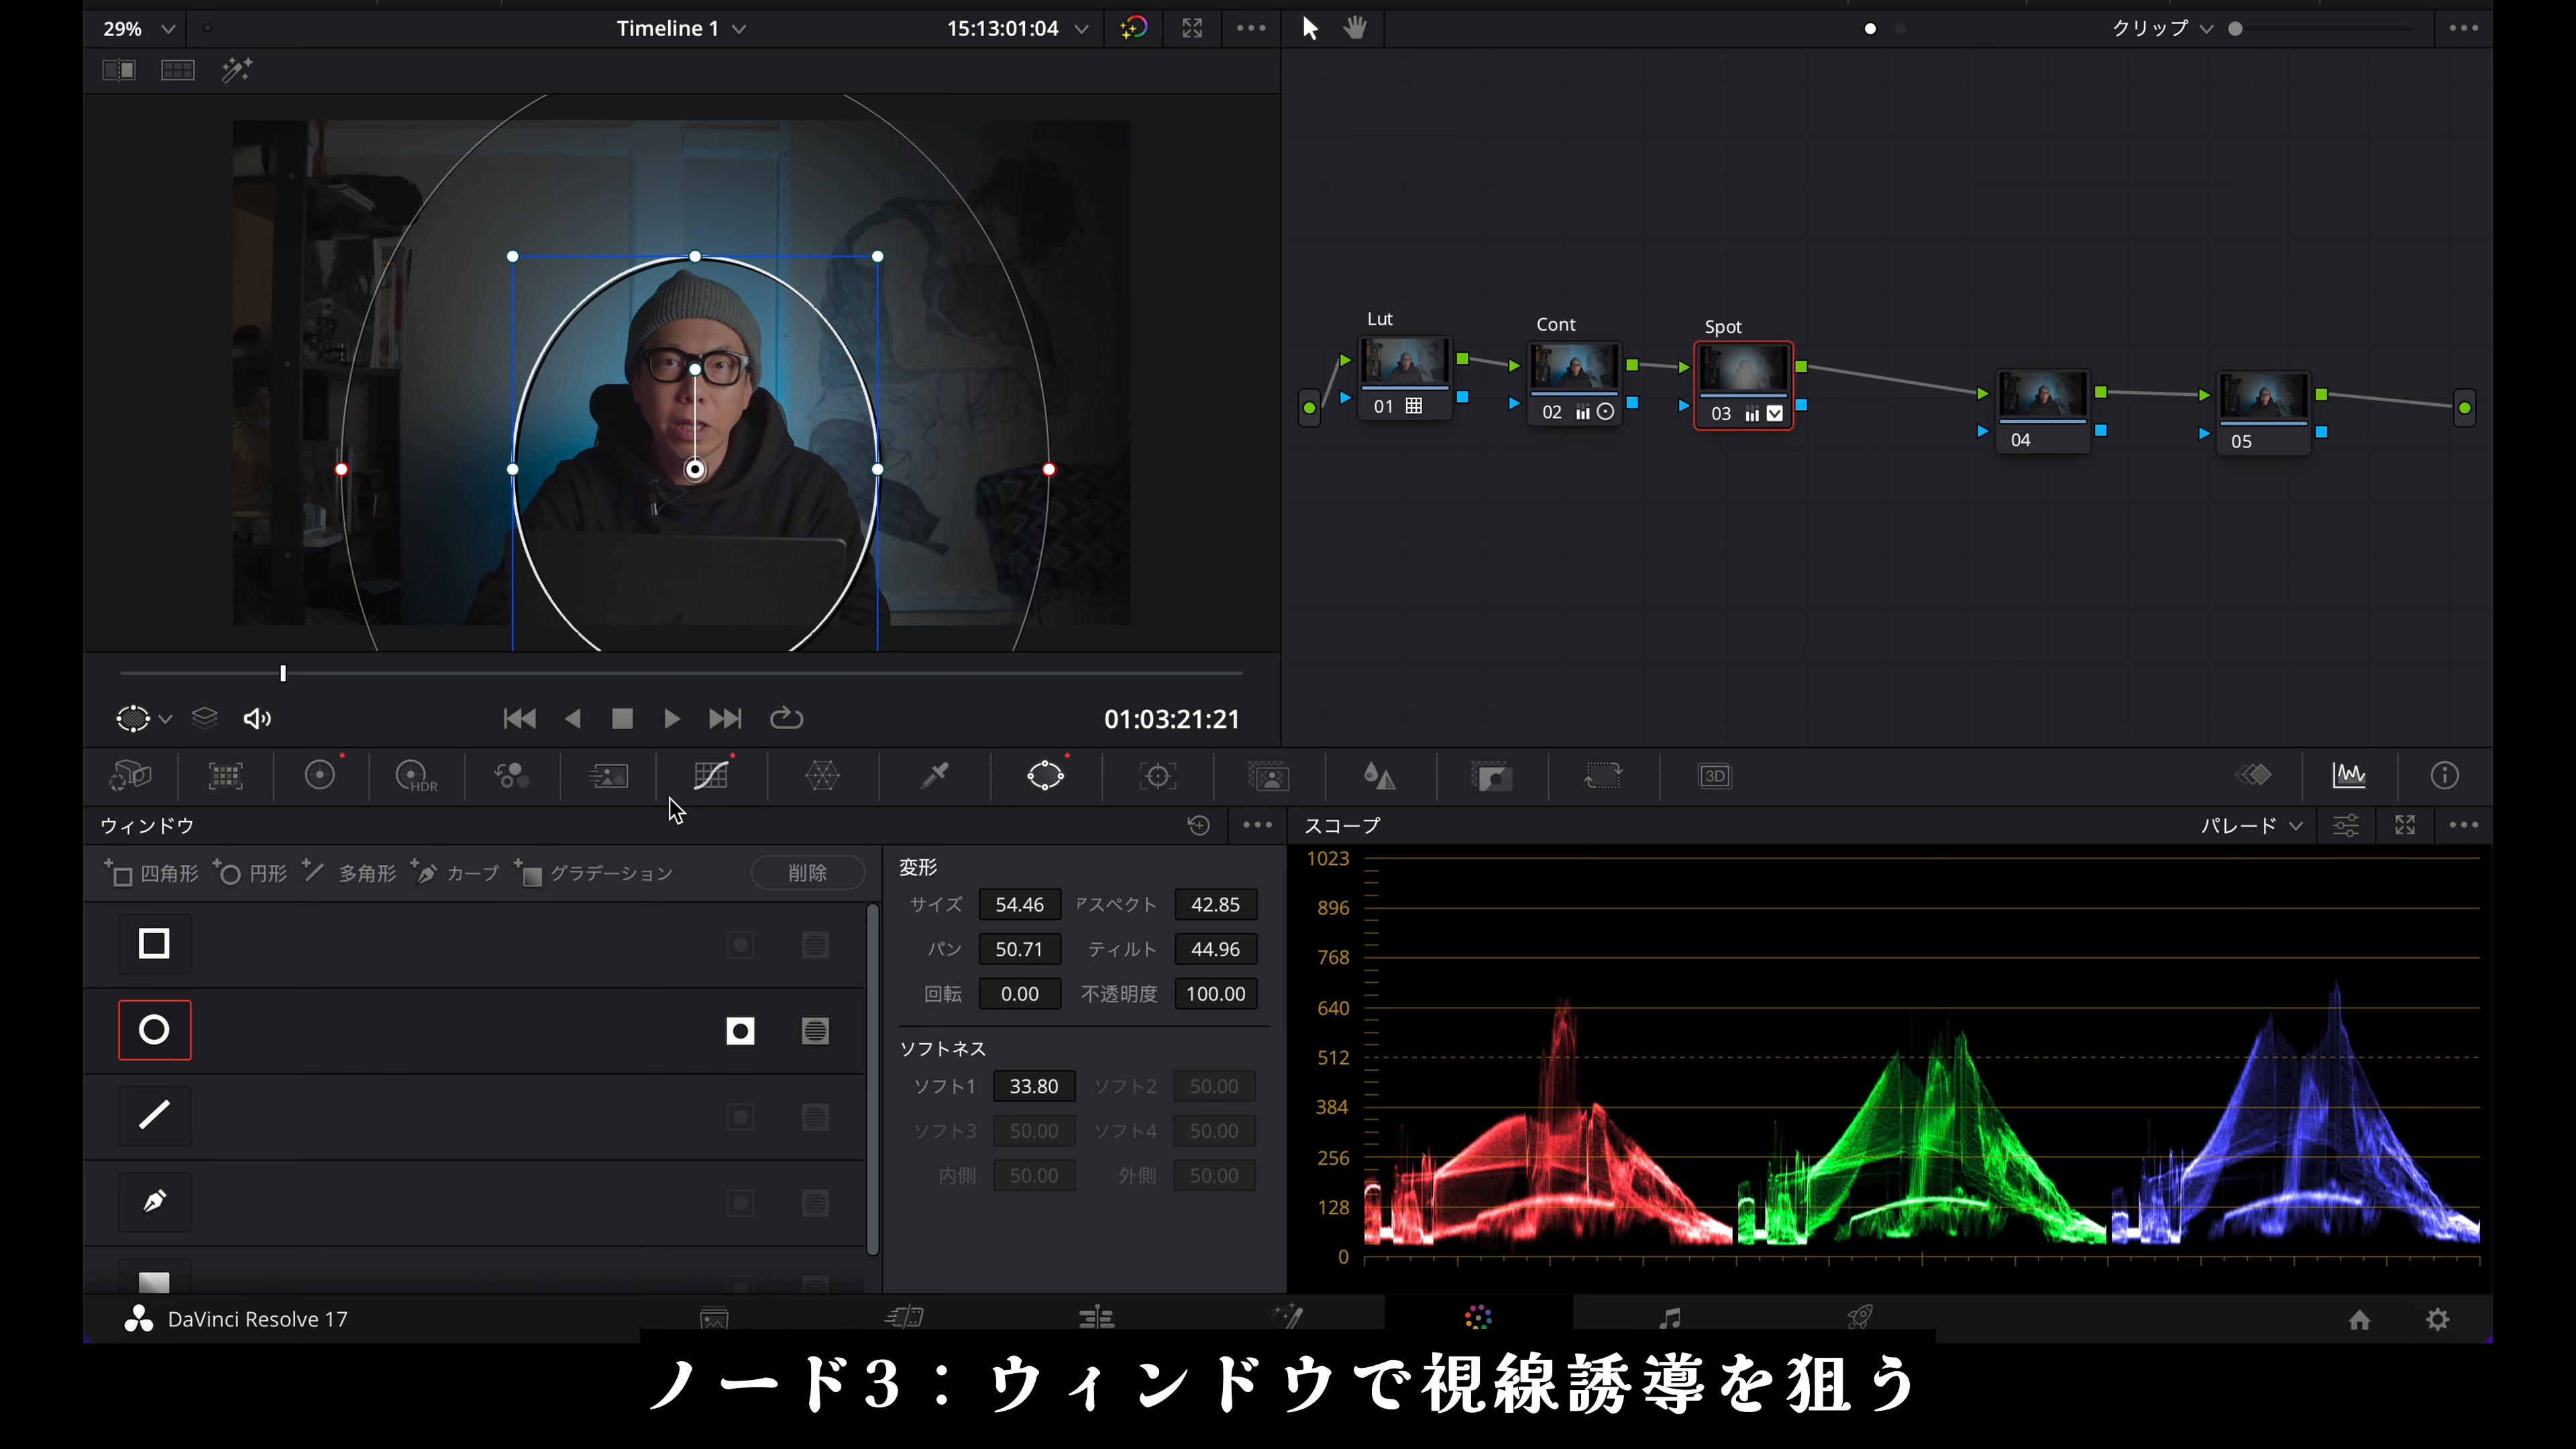 29%
Timeline 1
15:13:01:04
クリップ
Lut
Cont
Spot
01
02
03
04
05
01:03:21:21
HDR
3D
ウィンドウ
四角形 円形 多角形 カーブ グラデーション 削除
変形
サイズ 54.46 アスペクト 42.85
パン 50.71 ティルト 44.96
回転 0.00 不透明度 100.00
ソフトネス
ソフト1 33.80 ソフト2 50.00
ソフト3 50.00 ソフト4 50.00
内側 50.00 外側 50.00
スコープ
パレード
1023
896
768
640
512
384
256
128
0
DaVinci Resolve 17
ノード3：ウィンドウで視線誘導を狙う